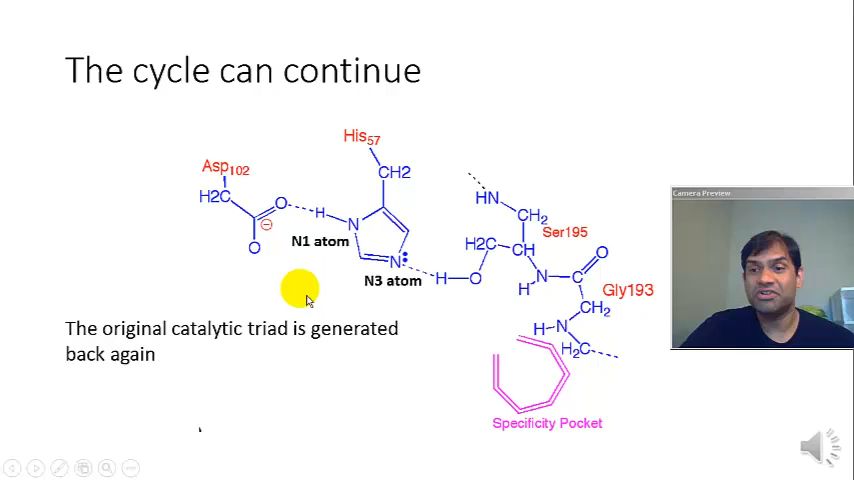 The cycle can continue
His57
Asp102
CH2
H2C
O
H
N
N1 atom
O
N
N3 atom
HN
CH2
Ser195
H2C
CH
H
O
H
N
C
O
Gly193
CH2
H
N
H2C
Specificity Pocket
The original catalytic triad is generated
back again
Camera Preview